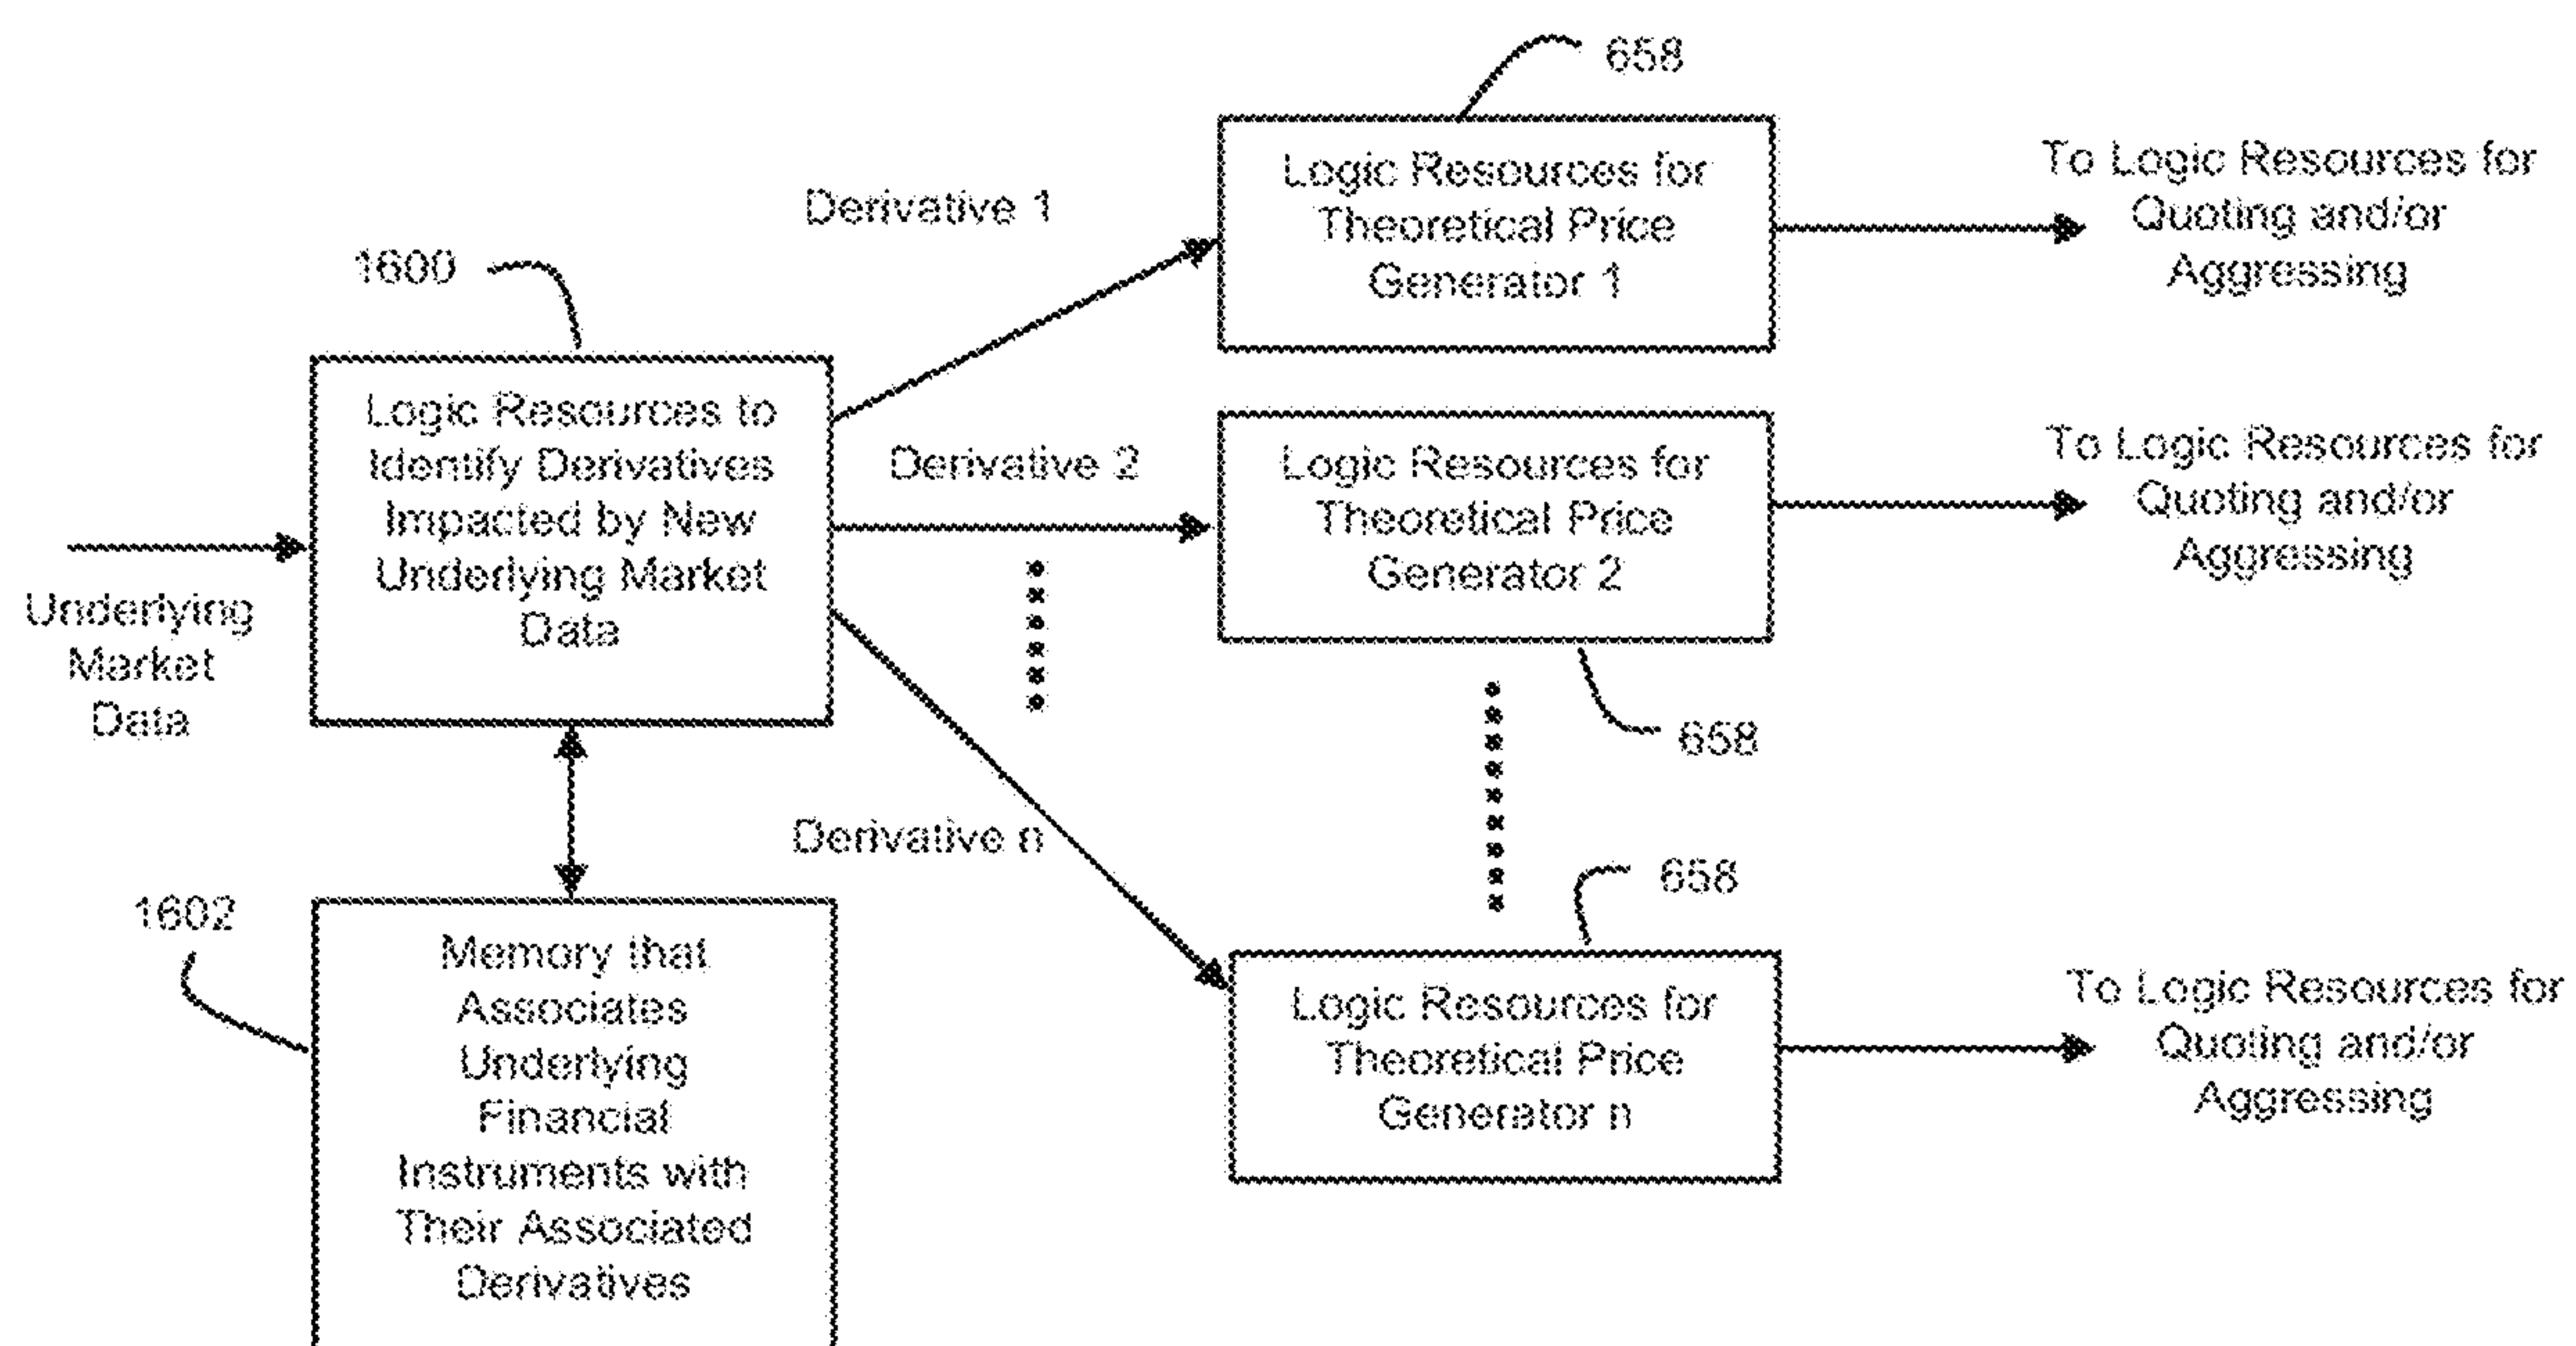 658
Logic Resources for
Theoretical Price
Generator 1
To Logic Resources for
Quoting and/or
Aggressing
Derivative 1
1600
Logic Resources to
Identify Derivatives
Impacted by New
Underlying Market
Data
Derivative 2
Logic Resources for
Theoretical Price
Generator 2
To Logic Resources for
Quoting and/or
Aggressing
Underlying
Market
Data
658
Derivative n
658
1602
Memory that
Associates
Underlying
Financial
Instruments with
Their Associated
Derivatives
Logic Resources for
Theoretical Price
Generator n
To Logic Resources for
Quoting and/or
Aggressing